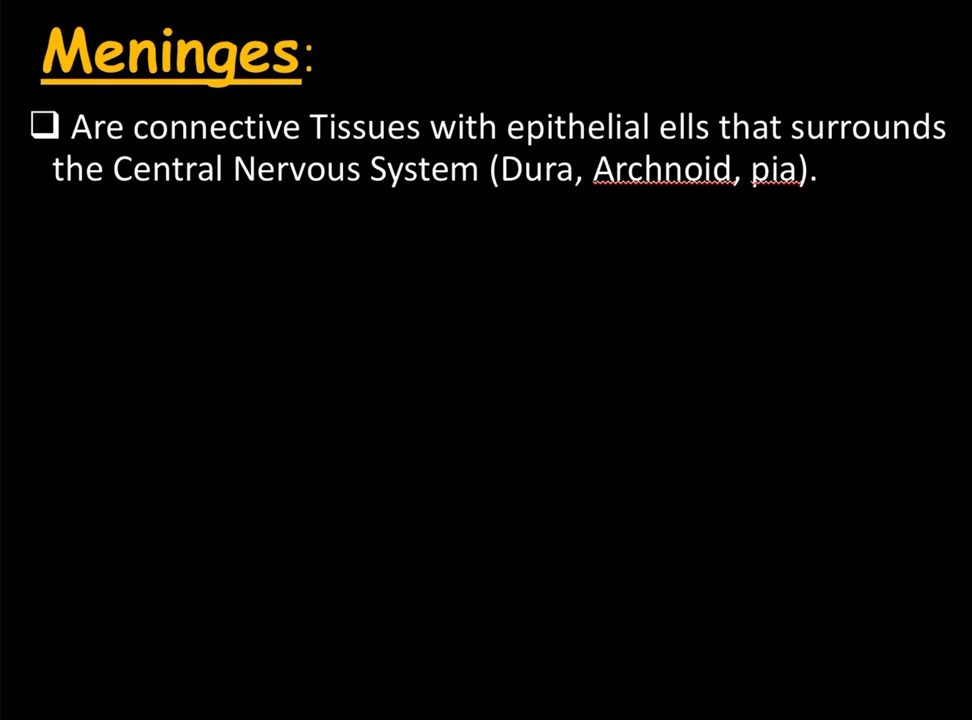 Meninges:
❑ Are connective Tissues with epithelial ells that surrounds
the Central Nervous System (Dura, Archnoid, pia).